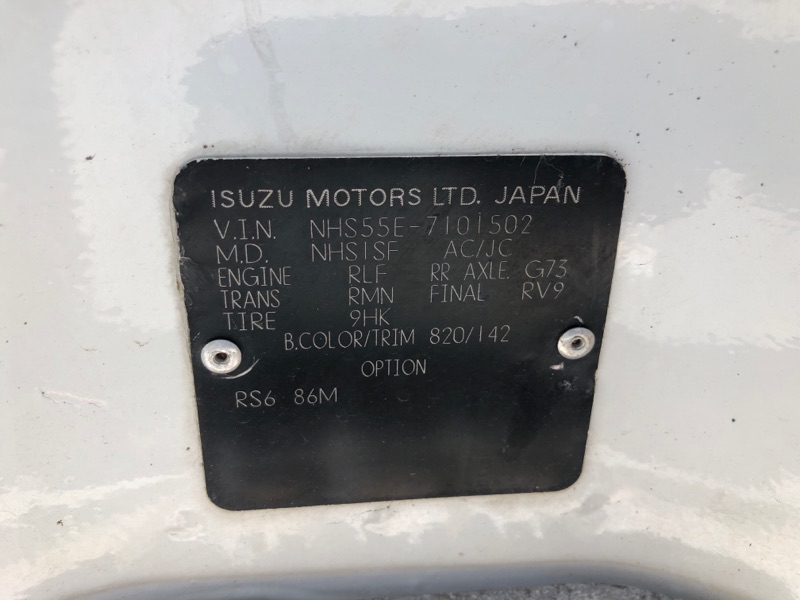 ISUZU MOTORS LTD. JAPAN
V.I.N. NHS55E-7101502
M.D. NHS1SF AC/JC
ENGINE RLF RR AXLE. G73
TRANS RMN FINAL RV9
TIRE 9HK
B.COLOR/TRIM 820/142
OPTION
RS6 86M